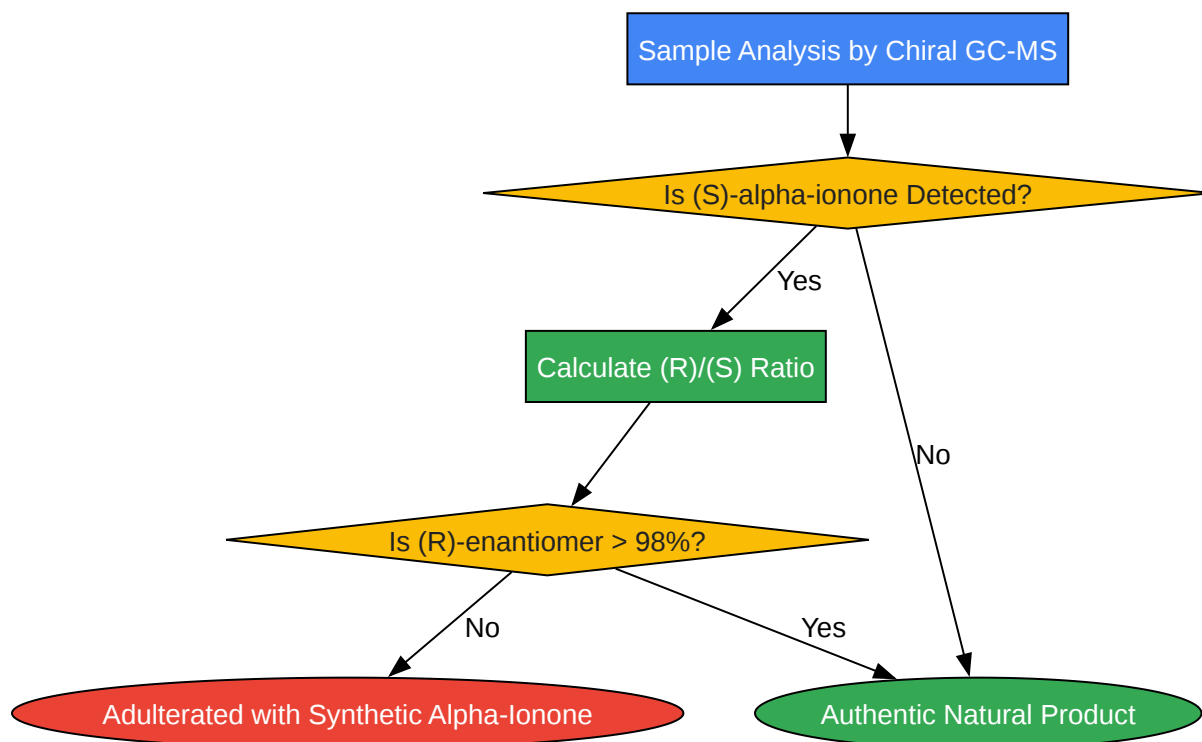 Sample Analysis by Chiral GC-MS
Is (S)-alpha-ionone Detected?
Yes
Calculate (R)/(S) Ratio
No
Is (R)-enantiomer > 98%?
No
Yes
Adulterated with Synthetic Alpha-Ionone
Authentic Natural Product